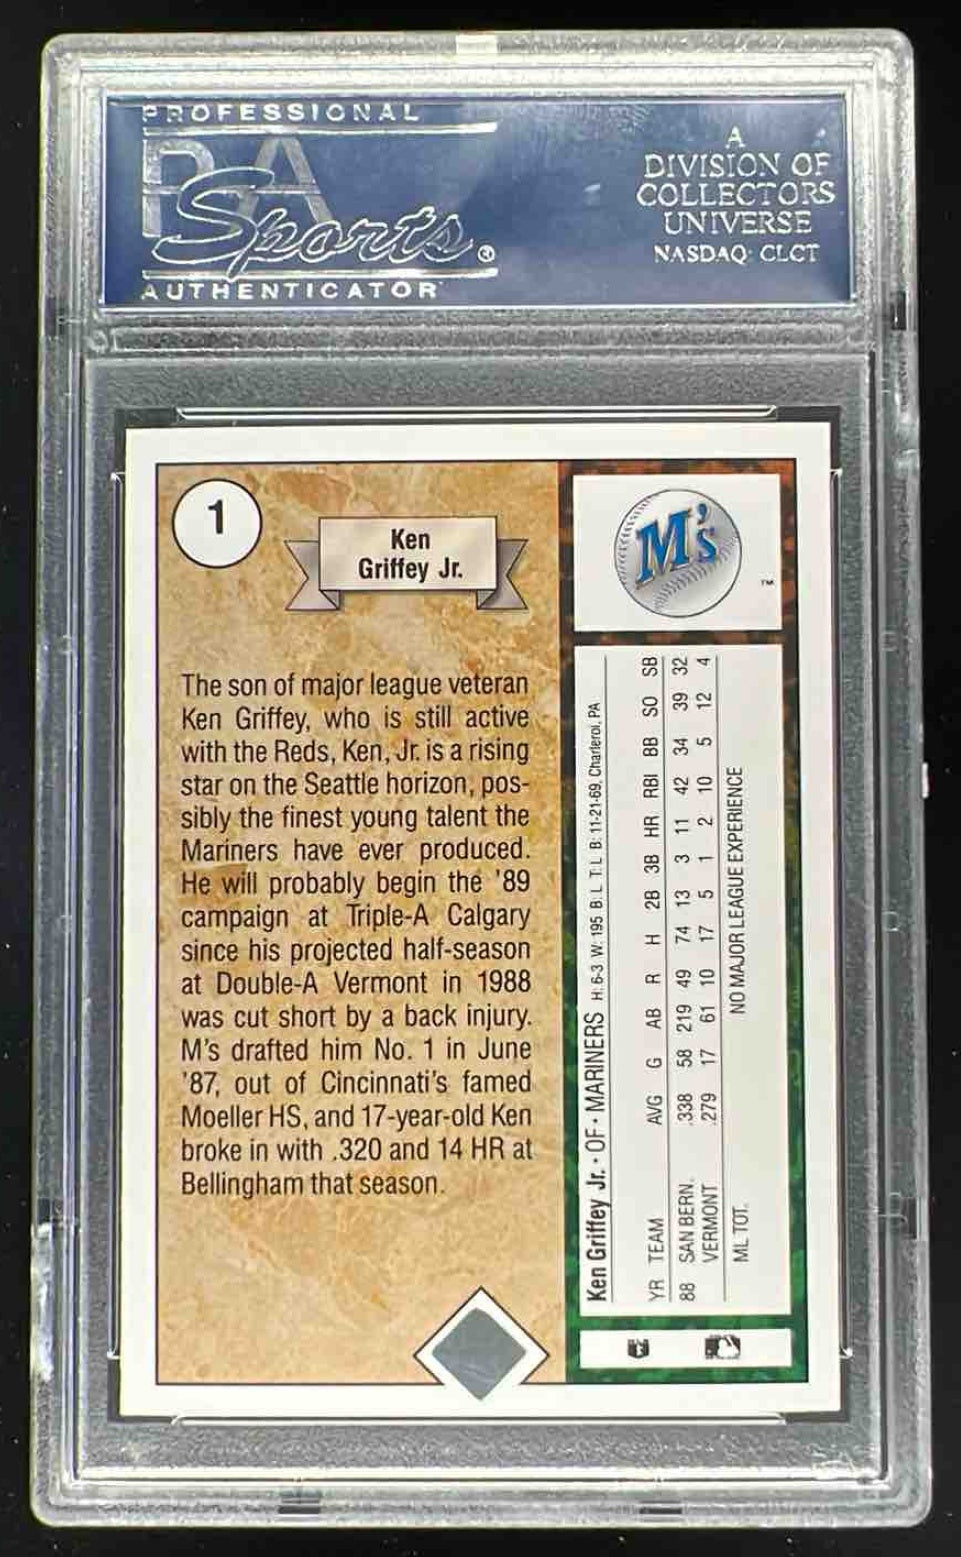 PROFESSIONAL
PSA
Sports®
AUTHENTICATOR
A
DIVISION OF
COLLECTORS
UNIVERSE
NASDAQ: CLCT
1
Ken
Griffey Jr.
The son of major league veteran
Ken Griffey, who is still active
with the Reds, Ken, Jr. is a rising
star on the Seattle horizon, pos-
sibly the finest young talent the
Mariners have ever produced.
He will probably begin the '89
campaign at Triple-A Calgary
since his projected half-season
at Double-A Vermont in 1988
was cut short by a back injury.
M's drafted him No. 1 in June
'87, out of Cincinnati's famed
Moeller HS, and 17-year-old Ken
broke in with .320 and 14 HR at
Bellingham that season.
M's
TM
Ken Griffey Jr. • OF • MARINERS H: 6-3 W: 195 B: L T: L B: 11-21-69, Charleroi, PA
YR TEAM AVG G AB R H 2B 3B HR RBI BB SO SB
88 SAN BERN. .338 58 219 49 74 13 3 11 42 34 39 32
VERMONT .279 17 61 10 17 5 1 2 10 5 12 4
ML TOT. NO MAJOR LEAGUE EXPERIENCE